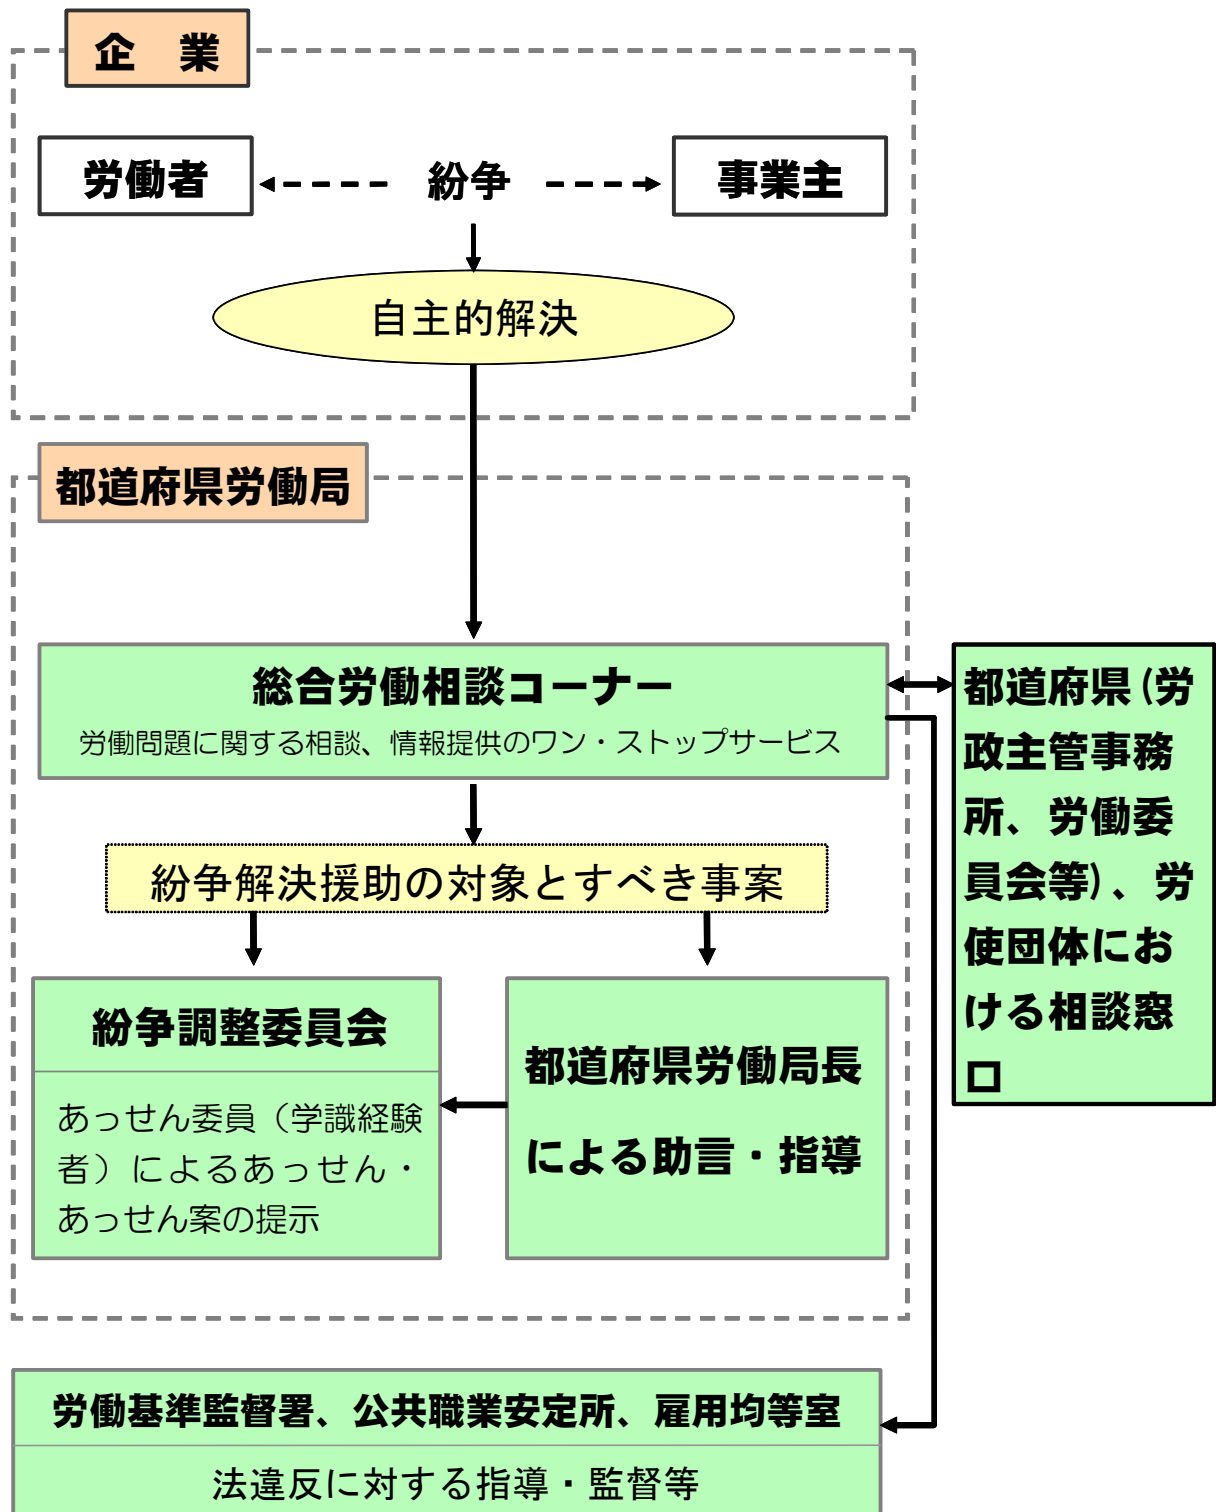 企　業
労働者
紛争
事業主
自主的解決
都道府県労働局
総合労働相談コーナー
労働問題に関する相談、情報提供のワン・ストップサービス
都道府県(労
政主管事務
所、労働委
員会等)、労
使団体にお
ける相談窓
口
紛争解決援助の対象とすべき事案
紛争調整委員会
あっせん委員（学識経験
者）によるあっせん・
あっせん案の提示
都道府県労働局長
による助言・指導
労働基準監督署、公共職業安定所、雇用均等室
法違反に対する指導・監督等